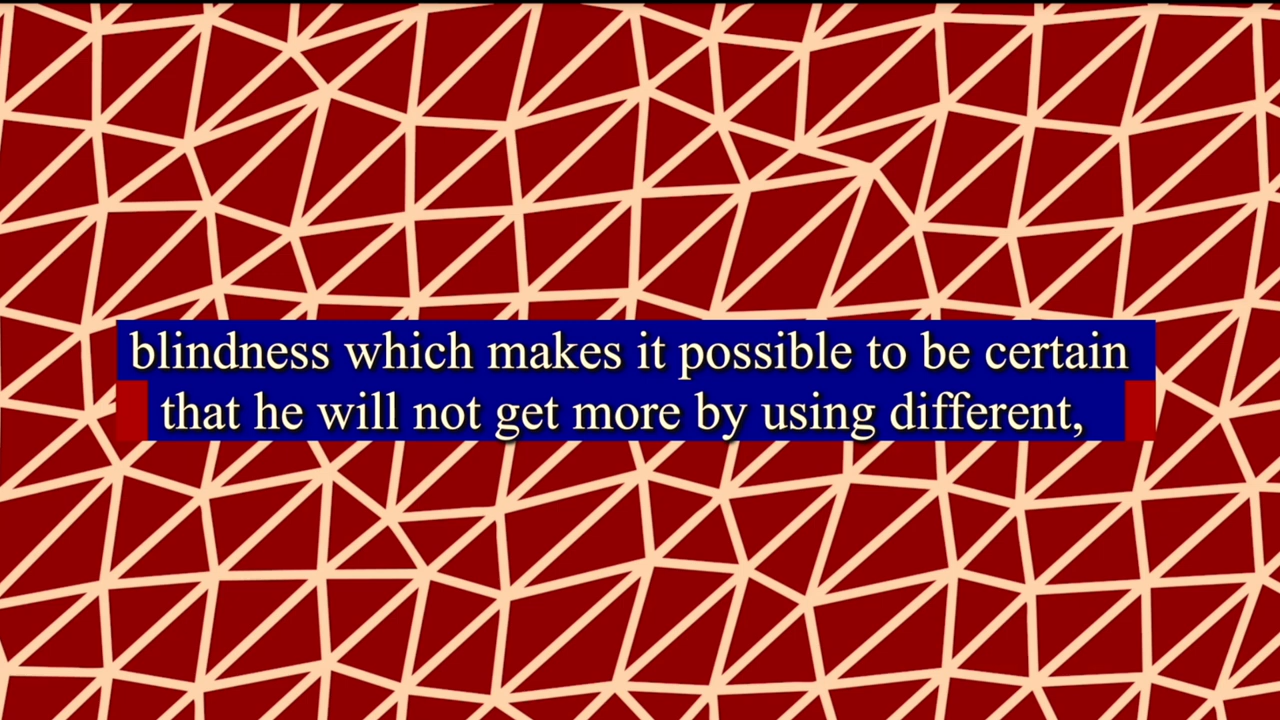 blindness which makes it possible to be certain
that he will not get more by using different,